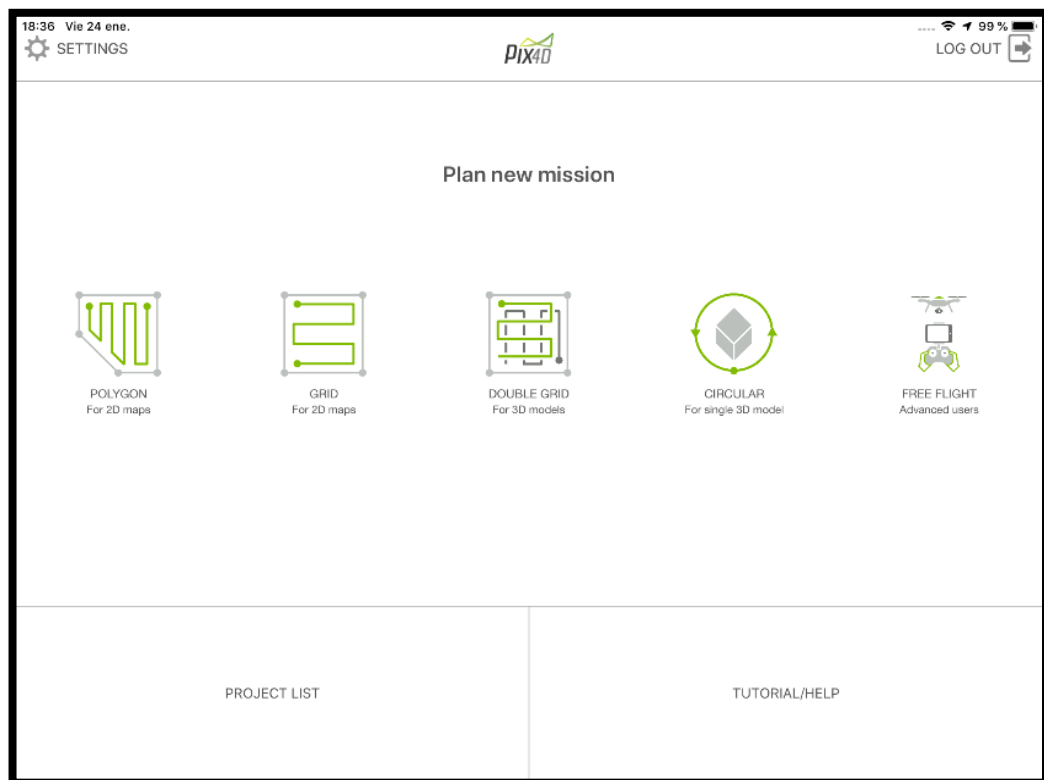 18:36 Vie 24 ene.
99 %
SETTINGS
PIX4D
LOG OUT
Plan new mission
POLYGON
For 2D maps
GRID
For 2D maps
DOUBLE GRID
For 3D models
CIRCULAR
For single 3D model
FREE FLIGHT
Advanced users
PROJECT LIST
TUTORIAL/HELP